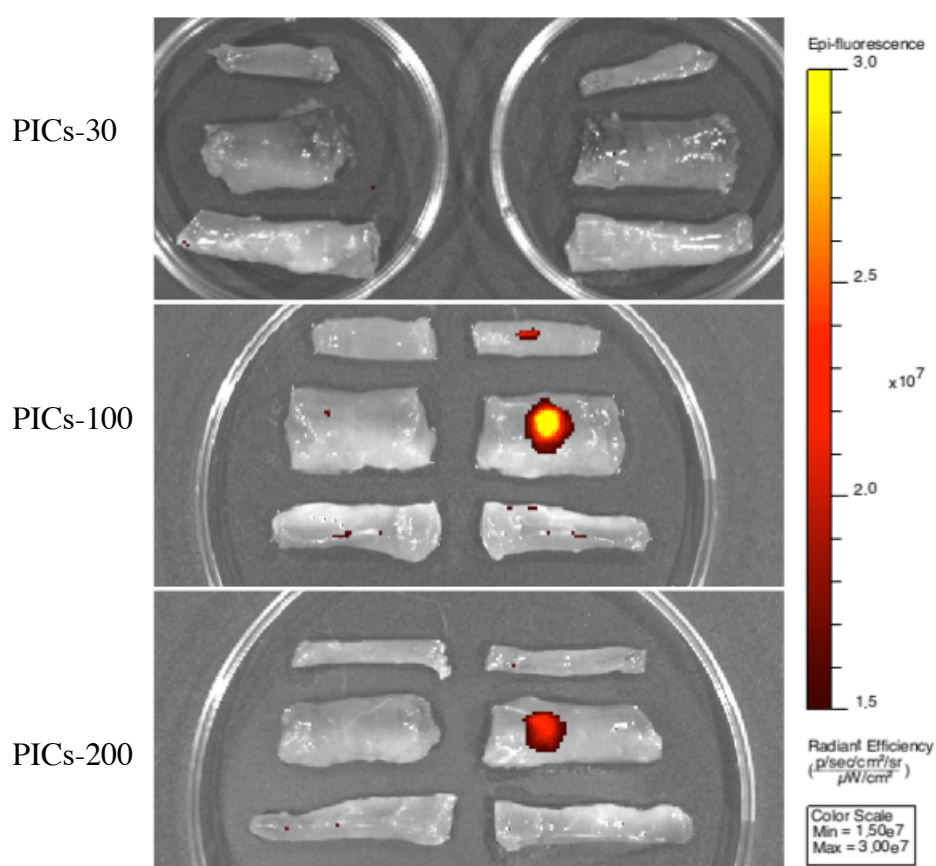 PICs-30
PICs-100
PICs-200
Epi-fluorescence
3.0
2.5
x10⁷
2.0
1.5
Radiant Efficiency
(p/sec/cm²/sr
µW/cm²)
Color Scale
Min = 1.50e7
Max = 3.00e7